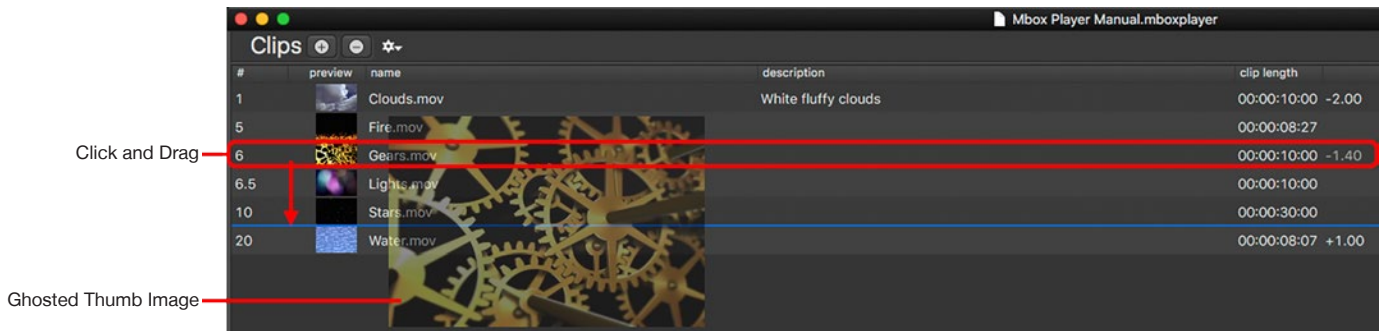 Mbox Player Manual.mboxplayer
Clips
# preview name description clip length
1 Clouds.mov White fluffy clouds 00:00:10:00 -2.00
5 Fire.mov 00:00:08:27
Click and Drag
6 Gears.mov 00:00:10:00 -1.40
6.5 Lights.mov 00:00:10:00
10 Stars.mov 00:00:30:00
20 Water.mov 00:00:08:07 +1.00
Ghosted Thumb Image